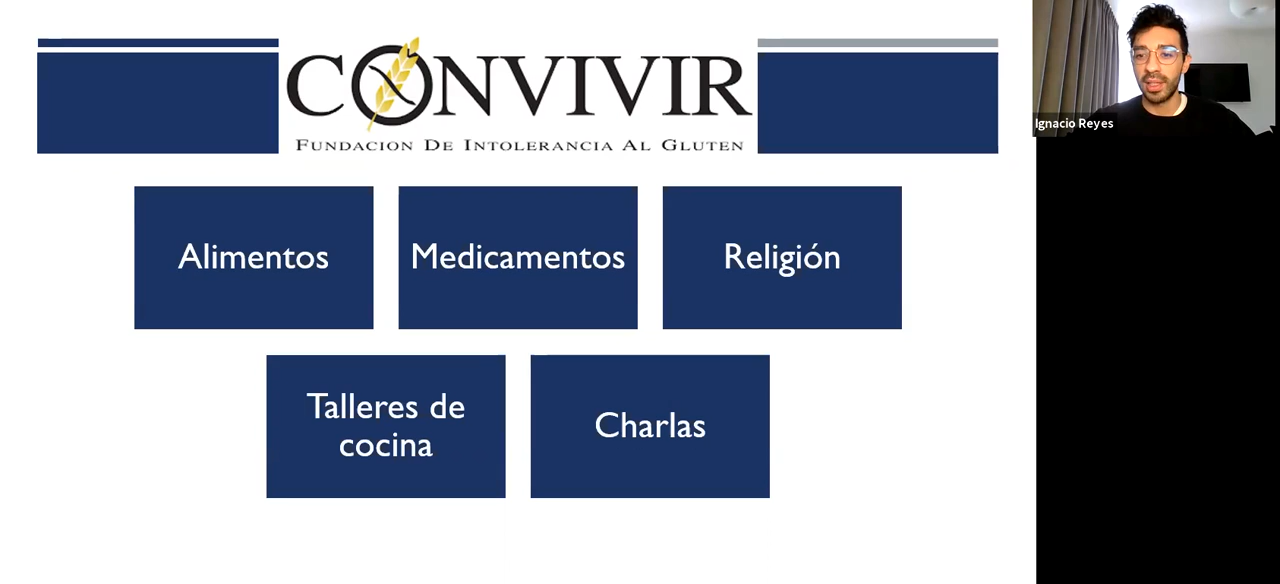 CONVIVIR
FUNDACION DE INTOLERANCIA AL GLUTEN
Ignacio Reyes
Alimentos
Medicamentos
Religión
Talleres de
cocina
Charlas